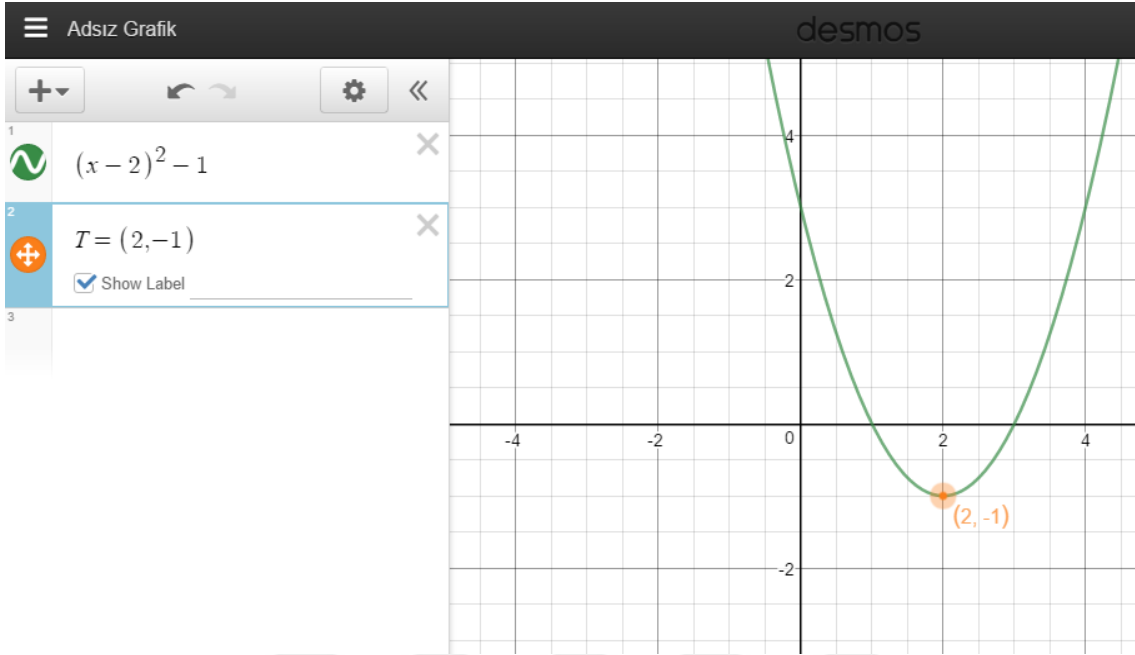 Adsız Grafik
desmos
1
(x − 2)² − 1
2
T = (2,−1)
Show Label
3
4
2
-4
-2
0
2
4
(2, -1)
-2